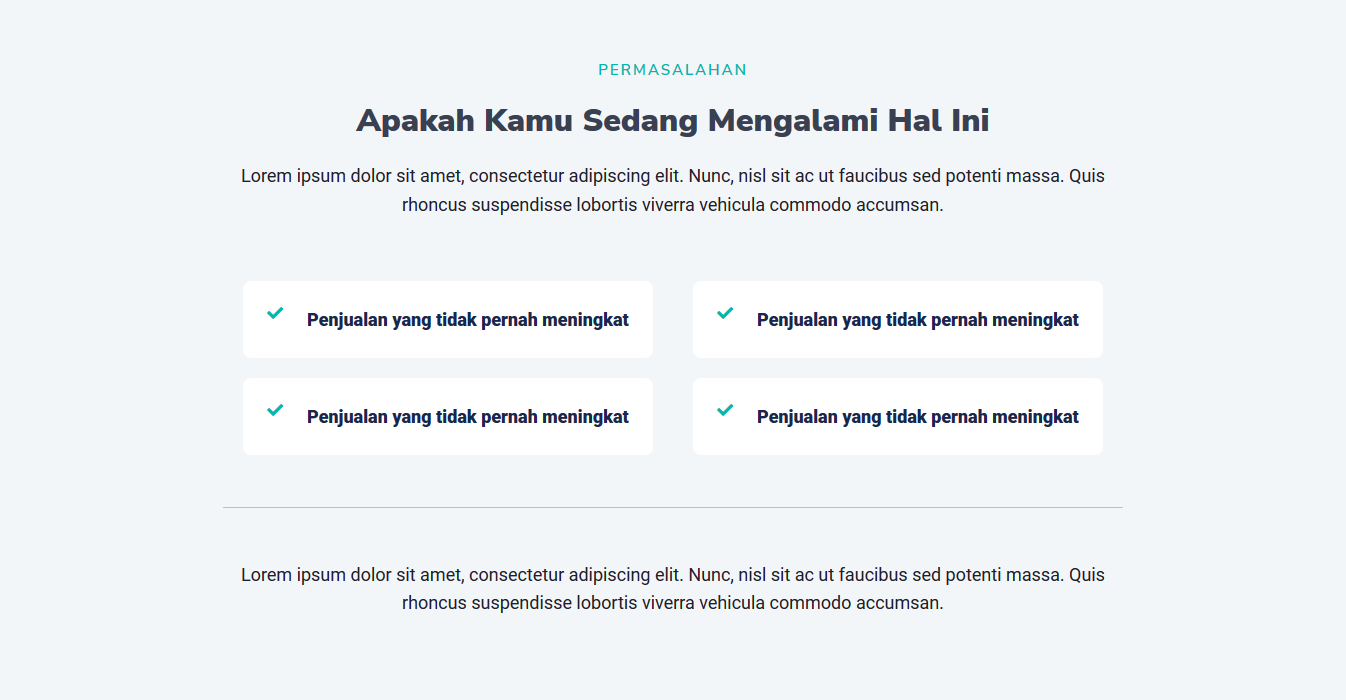 PERMASALAHAN
Apakah Kamu Sedang Mengalami Hal Ini
Lorem ipsum dolor sit amet, consectetur adipiscing elit. Nunc, nisl sit ac ut faucibus sed potenti massa. Quis
rhoncus suspendisse lobortis viverra vehicula commodo accumsan.
Penjualan yang tidak pernah meningkat
Penjualan yang tidak pernah meningkat
Penjualan yang tidak pernah meningkat
Penjualan yang tidak pernah meningkat
Lorem ipsum dolor sit amet, consectetur adipiscing elit. Nunc, nisl sit ac ut faucibus sed potenti massa. Quis
rhoncus suspendisse lobortis viverra vehicula commodo accumsan.